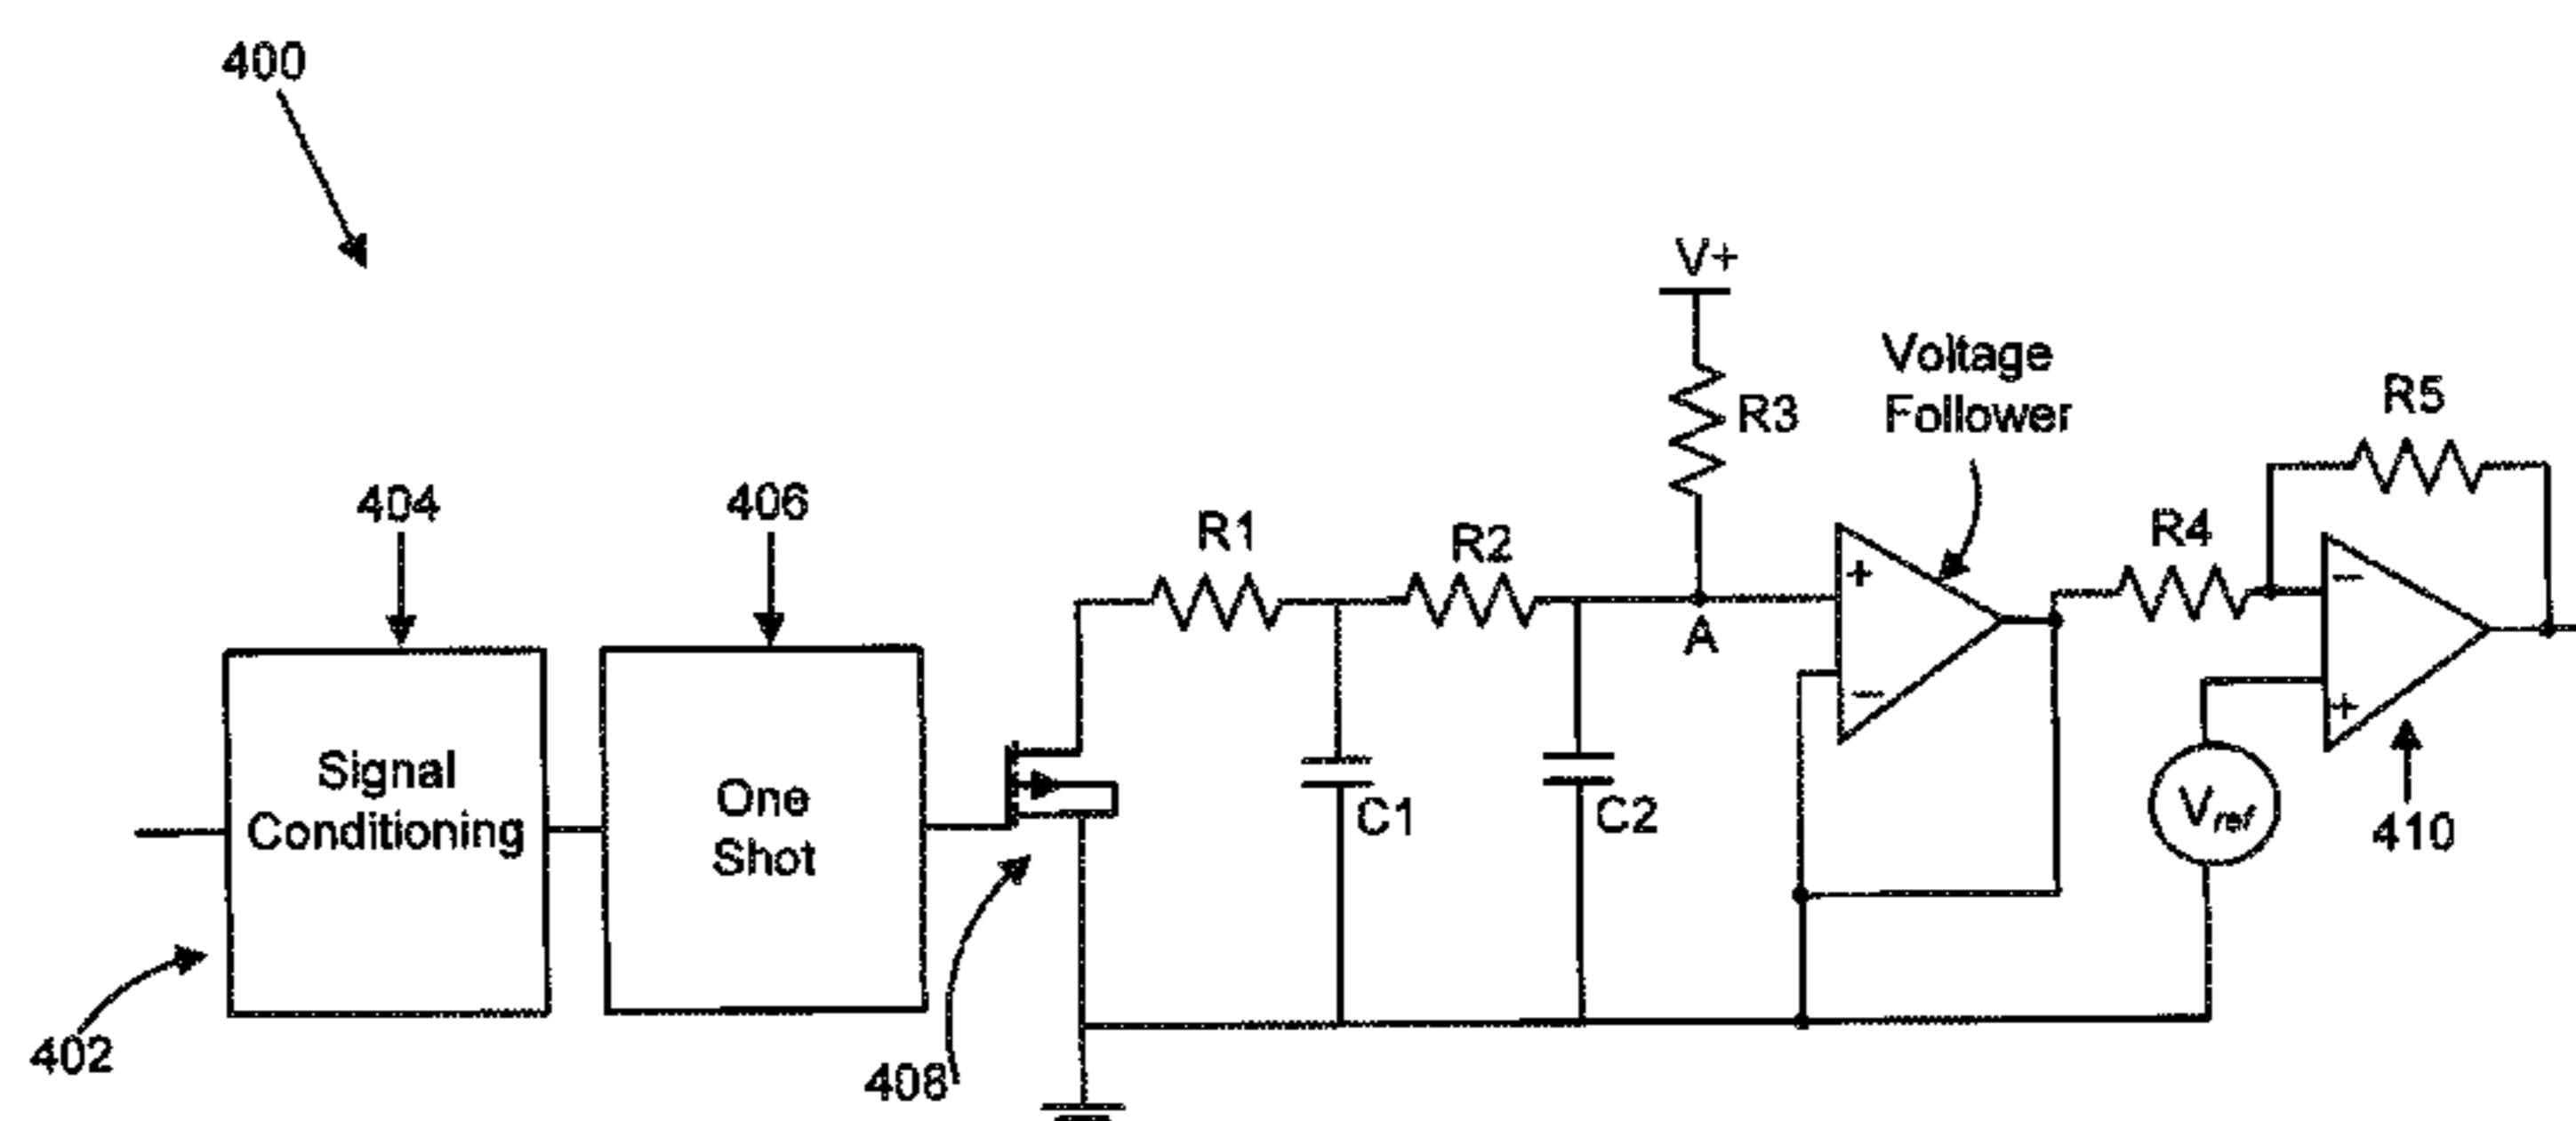 400
V+
Voltage
Follower
R3
R5
404
406
R1
R2
R4
+
−
A
−
+
Signal
Conditioning
One
Shot
C1
C2
Vref
410
402
408